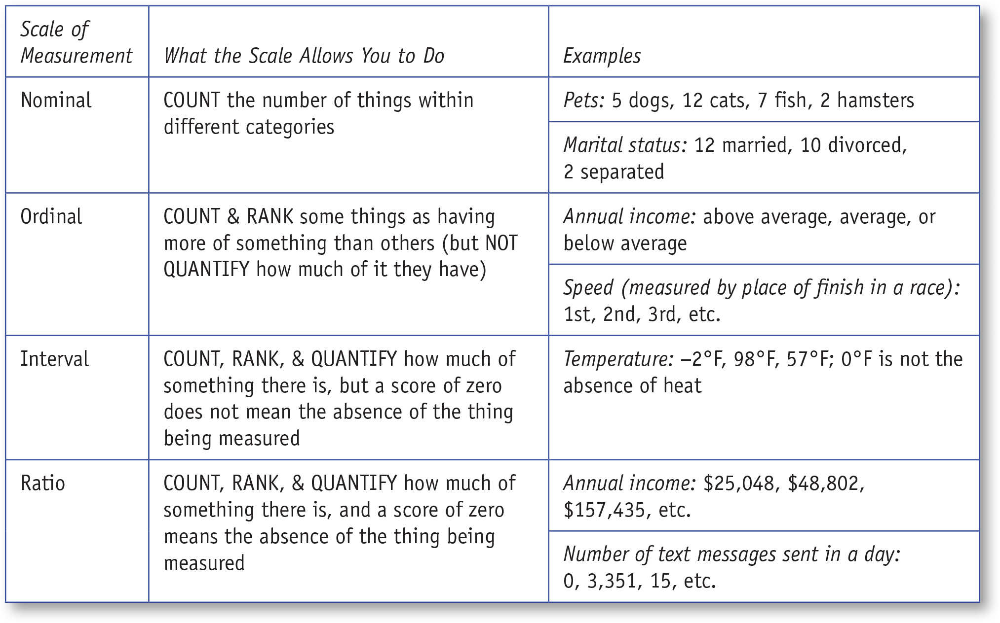 Scale of
Measurement
What the Scale Allows You to Do
Examples
Nominal
COUNT the number of things within
different categories
Pets: 5 dogs, 12 cats, 7 fish, 2 hamsters
Marital status: 12 married, 10 divorced,
2 separated
Ordinal
COUNT & RANK some things as having
more of something than others (but NOT
QUANTIFY how much of it they have)
Annual income: above average, average, or
below average
Speed (measured by place of finish in a race):
1st, 2nd, 3rd, etc.
Interval
COUNT, RANK, & QUANTIFY how much of
something there is, but a score of zero
does not mean the absence of the thing
being measured
Temperature: –2°F, 98°F, 57°F; 0°F is not the
absence of heat
Ratio
COUNT, RANK, & QUANTIFY how much of
something there is, and a score of zero
means the absence of the thing being
measured
Annual income: $25,048, $48,802,
$157,435, etc.
Number of text messages sent in a day:
0, 3,351, 15, etc.